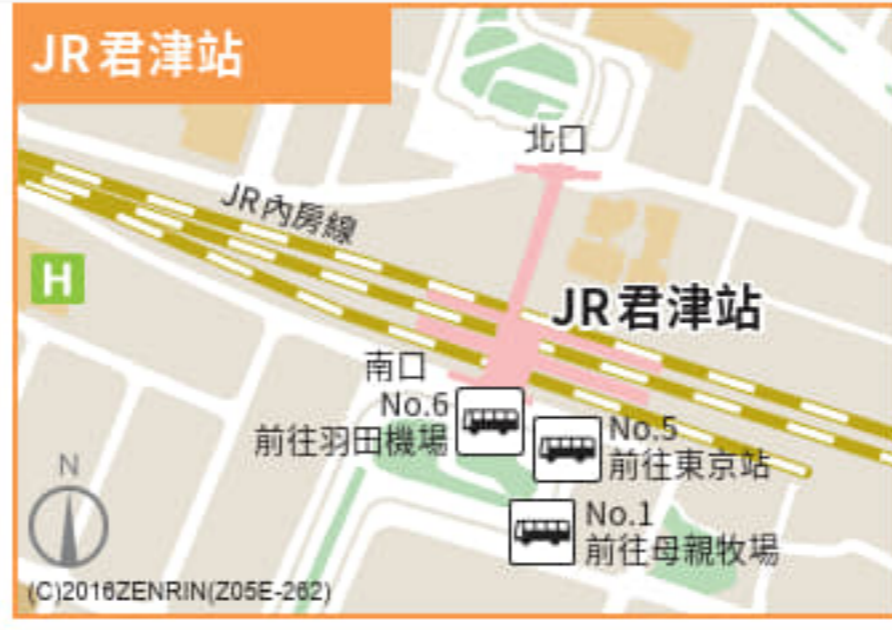 JR君津站
北口
JR內房線
H
JR君津站
南口
No.6
前往羽田機場
No.5
前往東京站
No.1
前往母親牧場
N
(C)2016ZENRIN(Z05E-262)